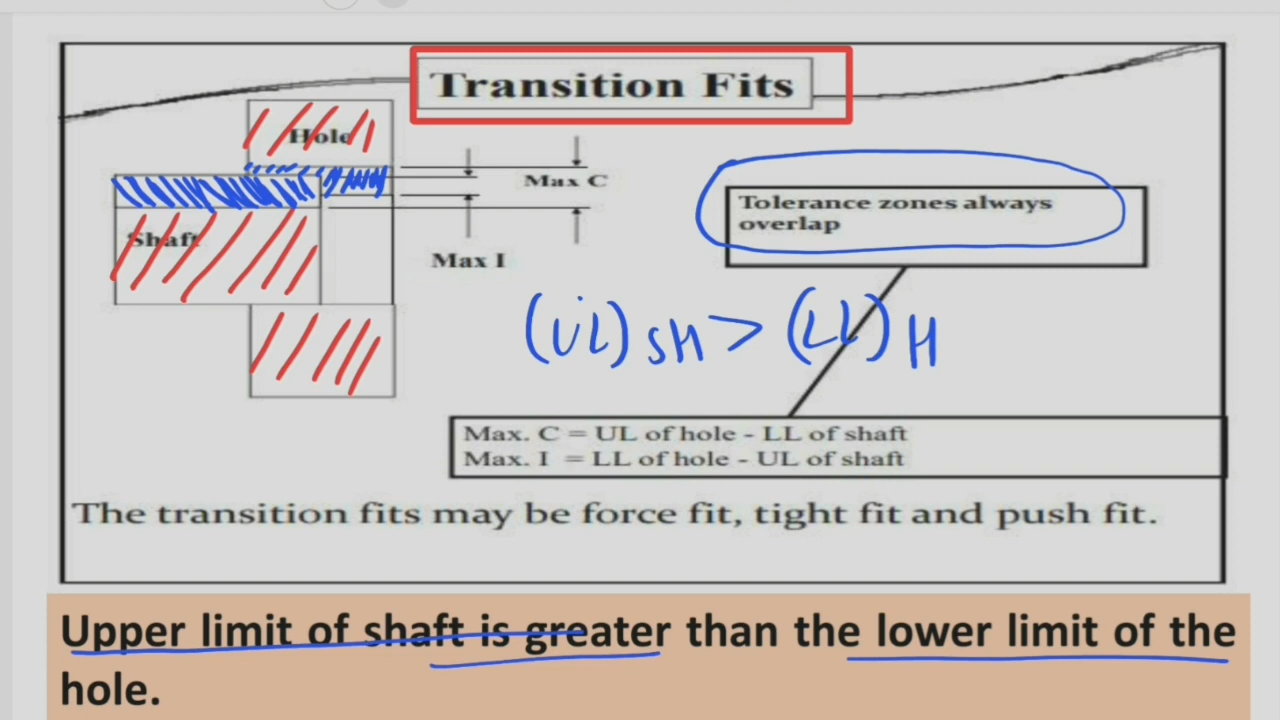 Transition Fits
Hole
Max C
Tolerance zones always
overlap
Shaft
Max I
(UL)SH > (LL)H
Max. C = UL of hole - LL of shaft
Max. I = LL of hole - UL of shaft
The transition fits may be force fit, tight fit and push fit.
Upper limit of shaft is greater than the lower limit of the
hole.